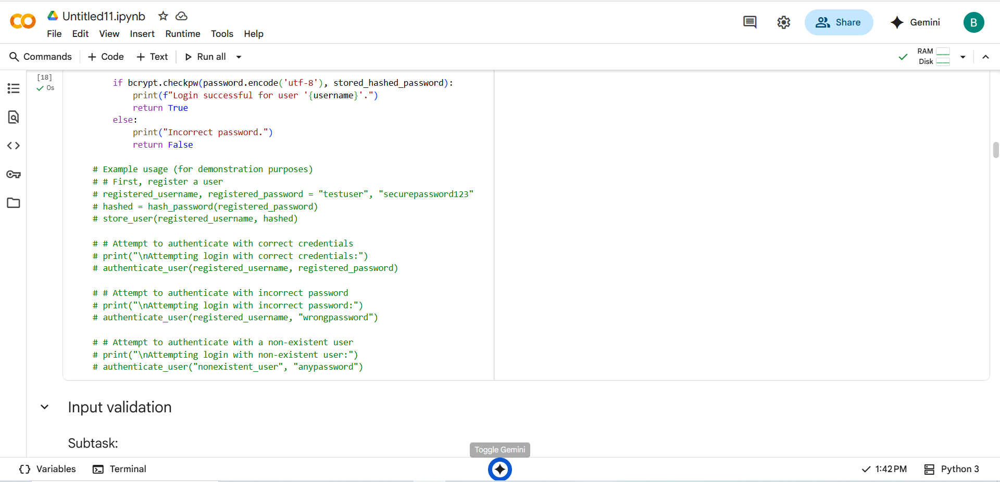 Untitled11.ipynb
File Edit View Insert Runtime Tools Help
Share
Gemini
B
Commands
+ Code + Text
Run all
RAM
Disk
[18]
0s
if bcrypt.checkpw(password.encode('utf-8'), stored_hashed_password):
print(f"Login successful for user '{username}'.")
return True
else:
print("Incorrect password.")
return False
# Example usage (for demonstration purposes)
# # First, register a user
# registered_username, registered_password = "testuser", "securepassword123"
# hashed = hash_password(registered_password)
# store_user(registered_username, hashed)
# # Attempt to authenticate with correct credentials
# print("\nAttempting login with correct credentials:")
# authenticate_user(registered_username, registered_password)
# # Attempt to authenticate with incorrect password
# print("\nAttempting login with incorrect password:")
# authenticate_user(registered_username, "wrongpassword")
# # Attempt to authenticate with a non-existent user
# print("\nAttempting login with non-existent user:")
# authenticate_user("nonexistent_user", "anypassword")
Input validation
Subtask:
Toggle Gemini
{} Variables
Terminal
1:42 PM
Python 3